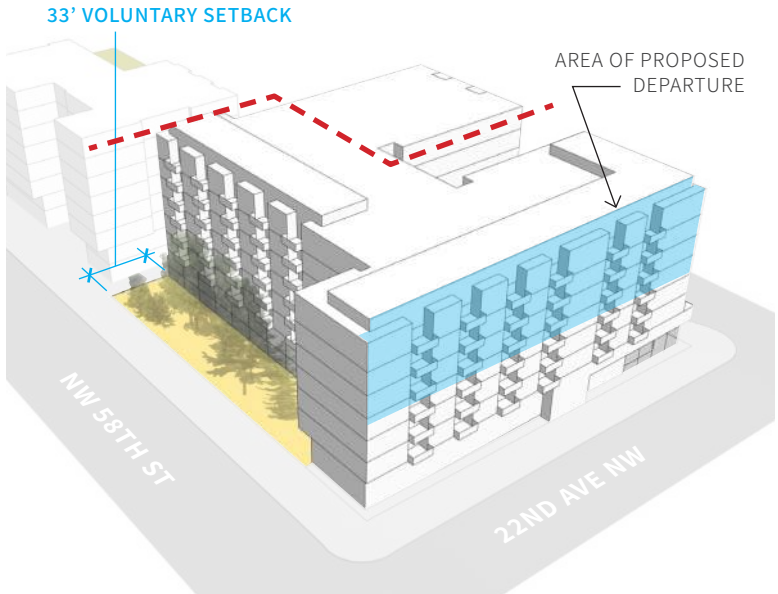 33’ VOLUNTARY SETBACK
AREA OF PROPOSED
DEPARTURE
NW 58TH ST
22ND AVE NW